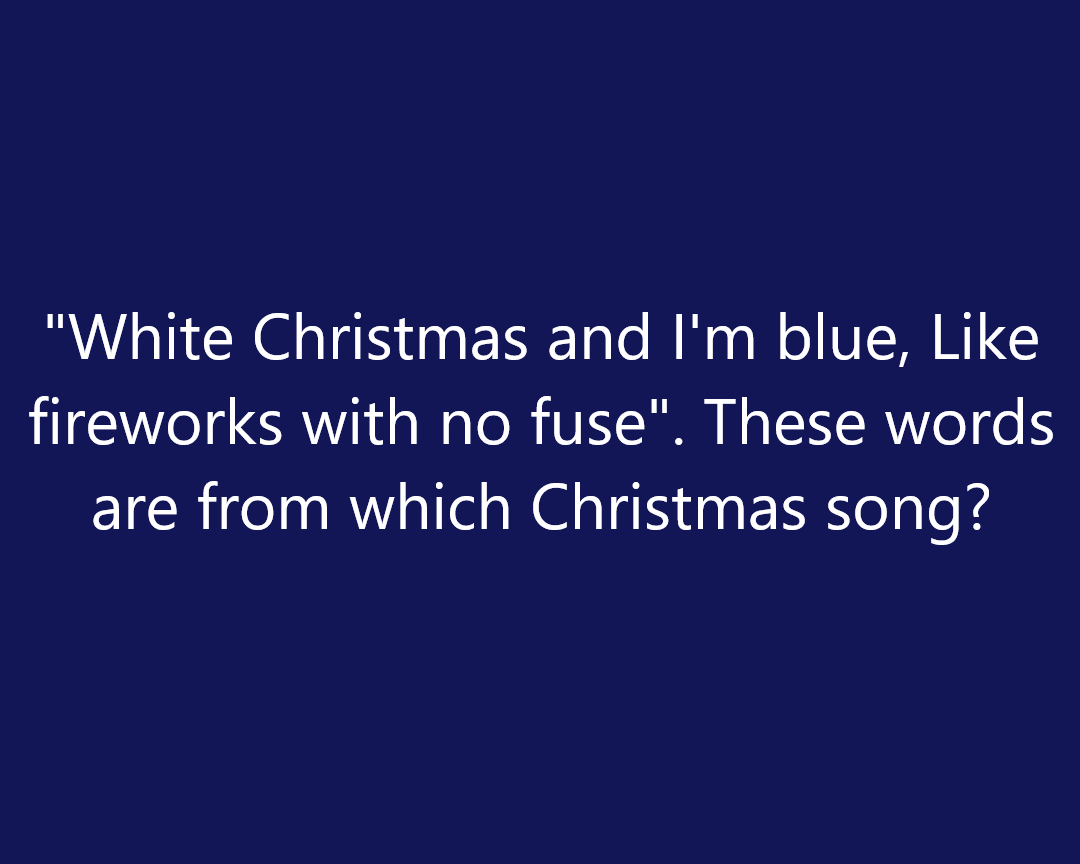 "White Christmas and I'm blue, Like
fireworks with no fuse". These words
are from which Christmas song?